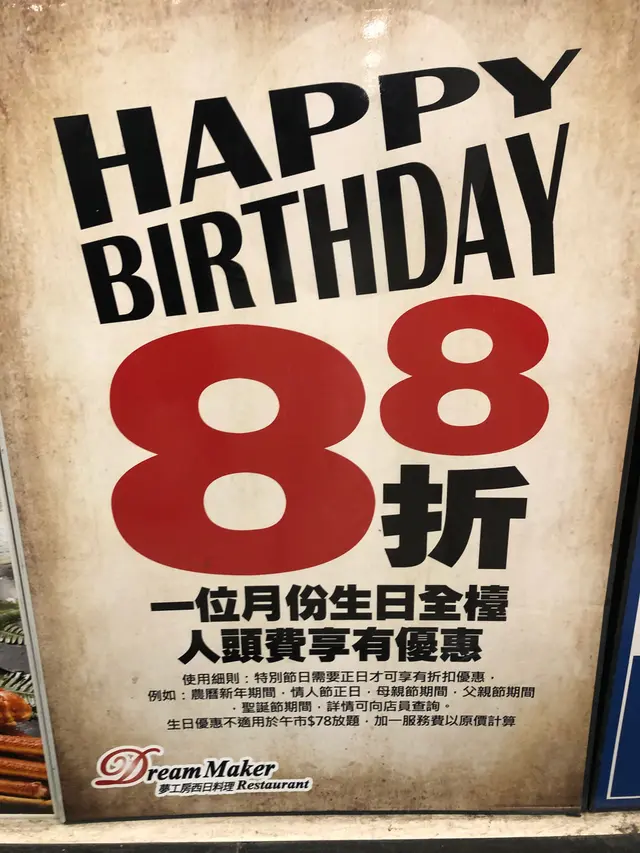 HAPPY
BIRTHDAY
88折
一位月份生日全檯
人頭費享有優惠
使用細則：特別節日需要正日才可享有折扣優惠，
例如：農曆新年期間，情人節正日，母親節期間，父親節期間
，聖誕節期間，詳情可向店員查詢。
生日優惠不適用於午市$78放題，加一服務費以原價計算
Dream Maker
夢工房西日料理 Restaurant